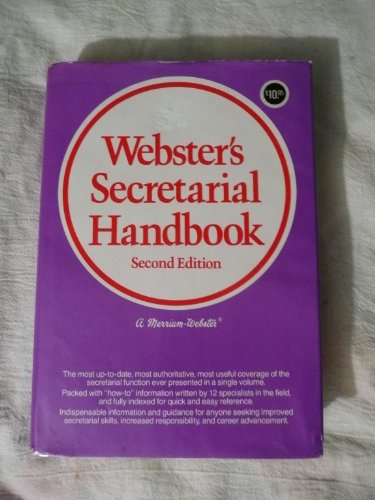 $10.95
Webster's
Secretarial
Handbook
Second Edition
A Merriam-Webster®
The most up-to-date, most authoritative, most useful coverage of the
secretarial function ever presented in a single volume.
Packed with "how-to" information written by 12 specialists in the field,
and fully indexed for quick and easy reference.
Indispensable information and guidance for anyone seeking improved
secretarial skills, increased responsibility, and career advancement.